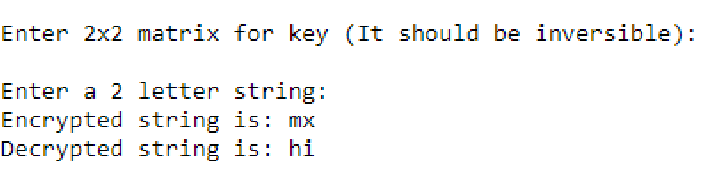 Enter 2x2 matrix for key (It should be inversible):
Enter a 2 letter string:
Encrypted string is: mx
Decrypted string is: hi